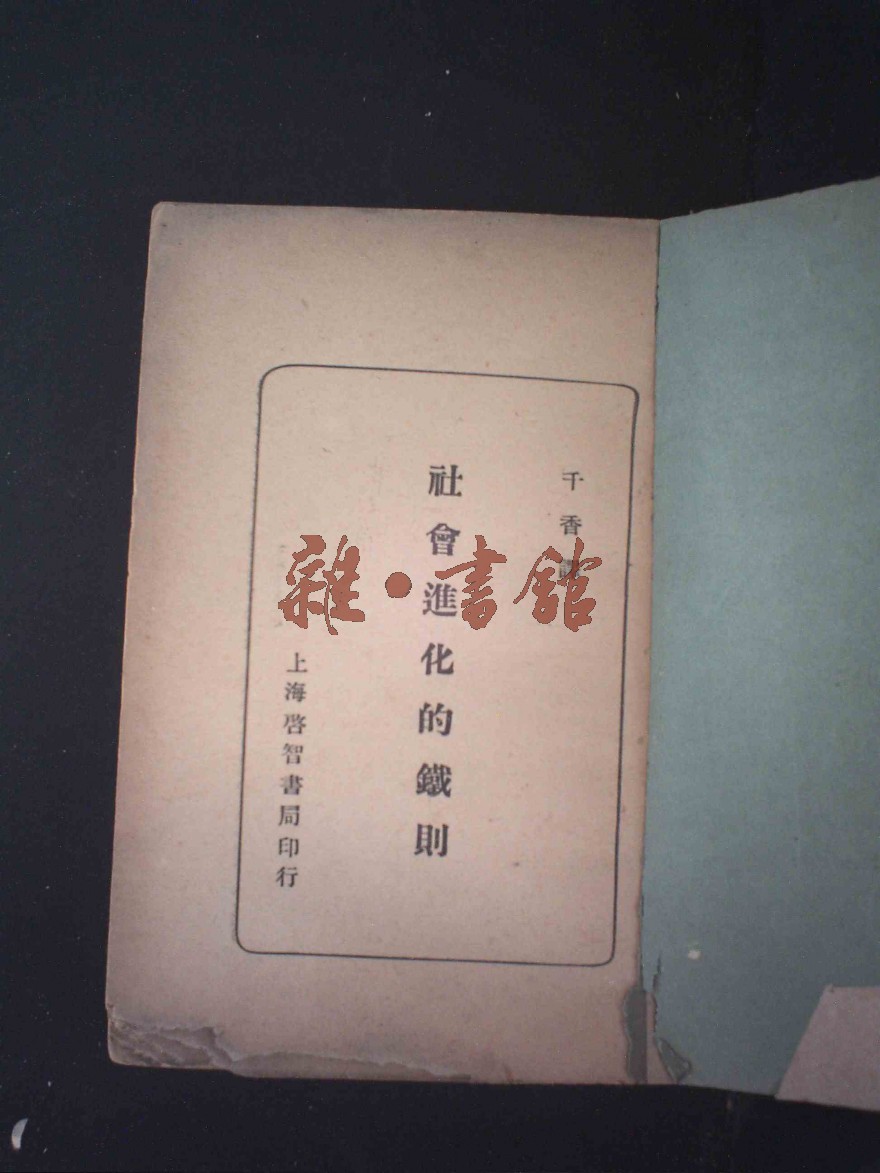 千香譯
社會進化的鐵則
上海啓智書局印行
雜·書館